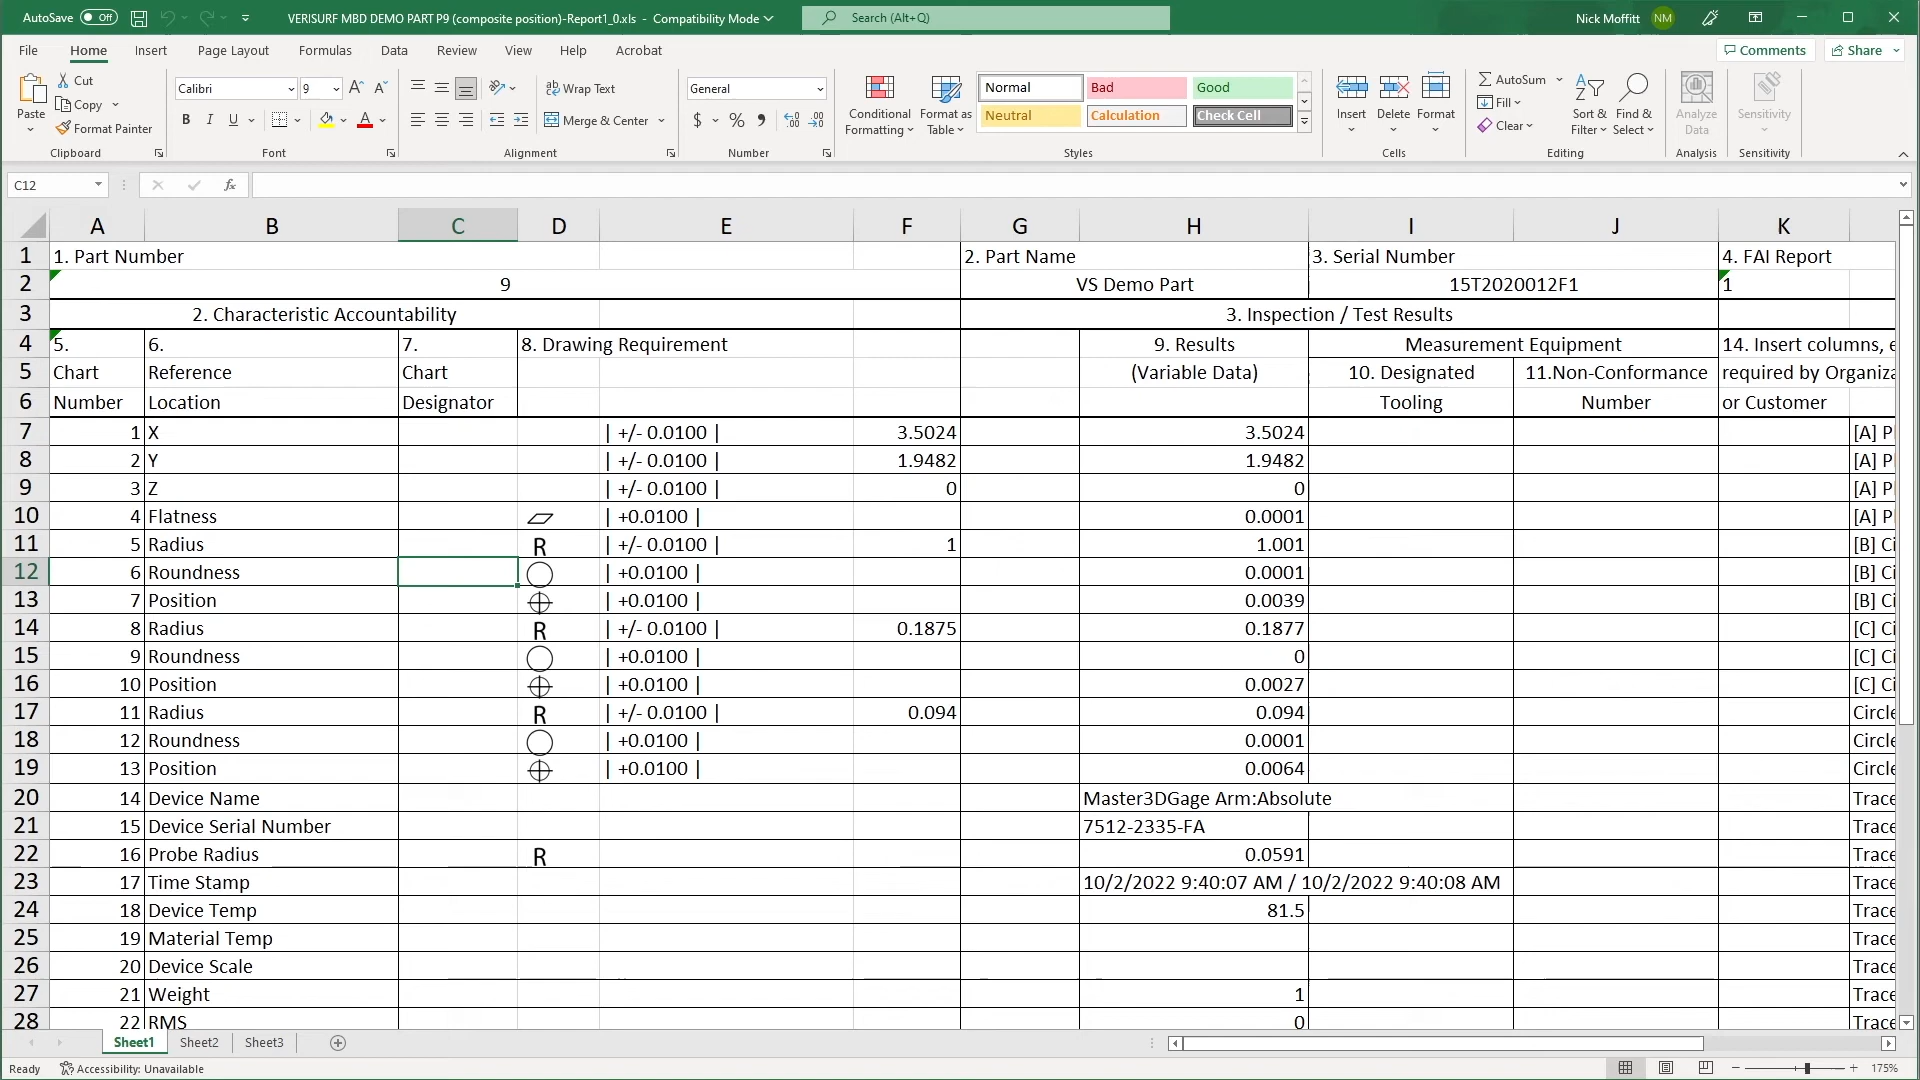 AutoSave Off VERISURF MBD DEMO PART P9 (composite position)-Report1_0.xls - Compatibility Mode Search (Alt+Q) Nick Moffitt NM
File Home Insert Page Layout Formulas Data Review View Help Acrobat Comments Share
Paste Cut Copy Format Painter Clipboard
Calibri 9 A A B I U A Font
Wrap Text Merge & Center Alignment
General $ % Number
Conditional Formatting Format as Table Normal Bad Good Neutral Calculation Check Cell Styles
Insert Delete Format Cells
AutoSum Fill Clear Sort & Filter Find & Select Editing
Analyze Data Analysis
Sensitivity Sensitivity
C12 fx
A B C D E F G H I J K
1 1. Part Number 2. Part Name 3. Serial Number 4. FAI Report
2 9 VS Demo Part 15T2020012F1 1
3 2. Characteristic Accountability 3. Inspection / Test Results
4 5. 6. 7. 8. Drawing Requirement 9. Results Measurement Equipment 14. Insert columns, e
5 Chart Reference Chart (Variable Data) 10. Designated 11.Non-Conformance required by Organiza
6 Number Location Designator Tooling Number or Customer
7 1 X | +/- 0.0100 | 3.5024 3.5024 [A] P
8 2 Y | +/- 0.0100 | 1.9482 1.9482 [A] P
9 3 Z | +/- 0.0100 | 0 0 [A] P
10 4 Flatness ▱ | +0.0100 | 0.0001 [A] P
11 5 Radius R | +/- 0.0100 | 1 1.001 [B] Ci
12 6 Roundness ○ | +0.0100 | 0.0001 [B] Ci
13 7 Position ⌖ | +0.0100 | 0.0039 [B] Ci
14 8 Radius R | +/- 0.0100 | 0.1875 0.1877 [C] Ci
15 9 Roundness ○ | +0.0100 | 0 [C] Ci
16 10 Position ⌖ | +0.0100 | 0.0027 [C] Ci
17 11 Radius R | +/- 0.0100 | 0.094 0.094 Circle
18 12 Roundness ○ | +0.0100 | 0.0001 Circle
19 13 Position ⌖ | +0.0100 | 0.0064 Circle
20 14 Device Name Master3DGage Arm:Absolute Trace
21 15 Device Serial Number 7512-2335-FA Trace
22 16 Probe Radius R 0.0591 Trace
23 17 Time Stamp 10/2/2022 9:40:07 AM / 10/2/2022 9:40:08 AM Trace
24 18 Device Temp 81.5 Trace
25 19 Material Temp Trace
26 20 Device Scale Trace
27 21 Weight 1 Trace
28 22 RMS 0 Trace
Sheet1 Sheet2 Sheet3
Ready Accessibility: Unavailable 175%